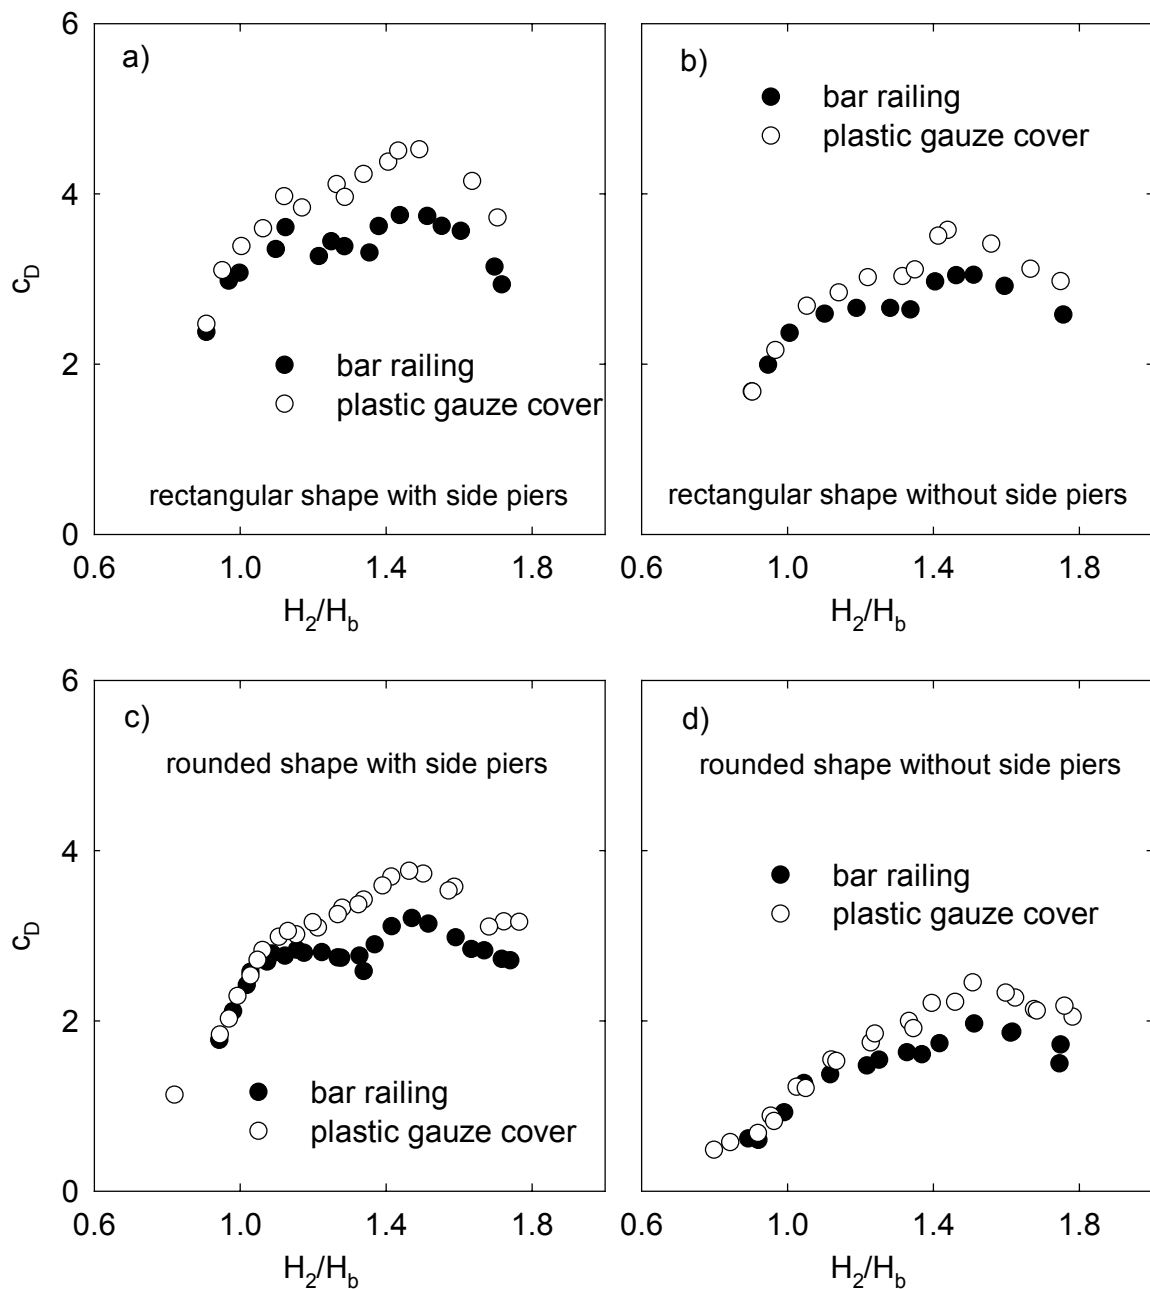 6
4
2
0
c_D
a)
bar railing
plastic gauze cover
rectangular shape with side piers
0.6 1.0 1.4 1.8
H_2/H_b
b)
bar railing
plastic gauze cover
rectangular shape without side piers
0.6 1.0 1.4 1.8
H_2/H_b
6
4
2
0
c_D
c)
rounded shape with side piers
bar railing
plastic gauze cover
0.6 1.0 1.4 1.8
H_2/H_b
d)
rounded shape without side piers
bar railing
plastic gauze cover
0.6 1.0 1.4 1.8
H_2/H_b